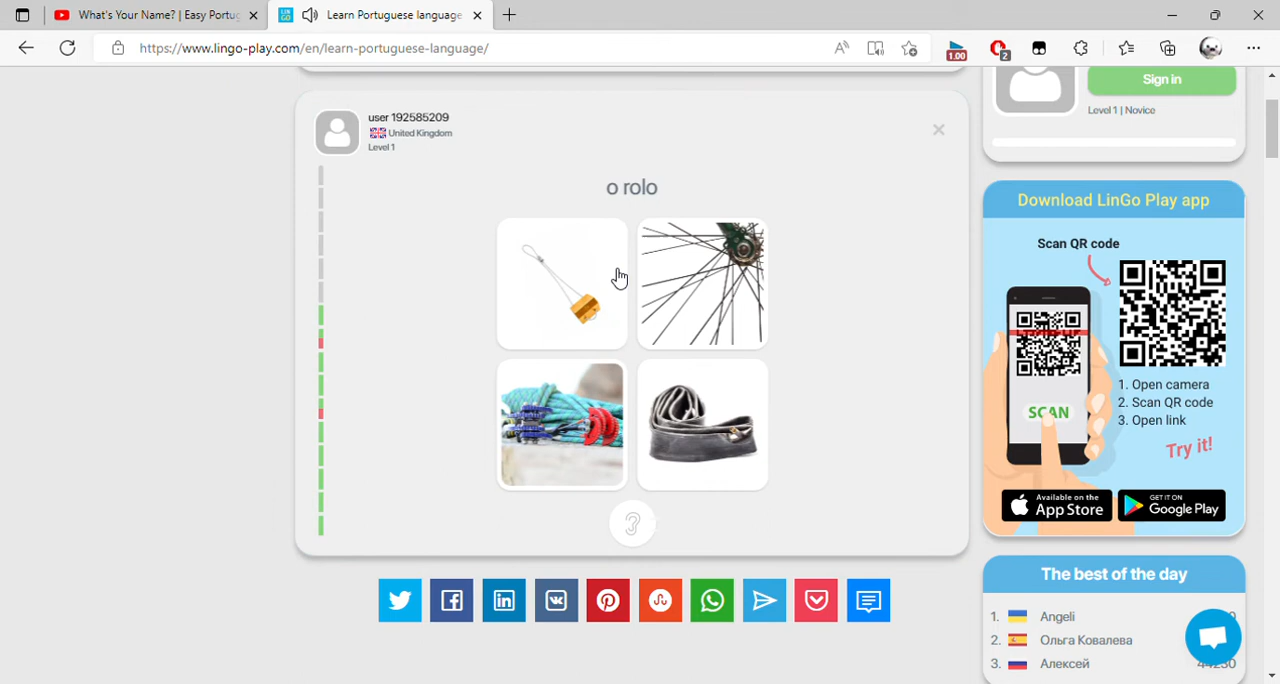 What's Your Name? | Easy Portug
Learn Portuguese language
https://www.lingo-play.com/en/learn-portuguese-language/
1.00
2
user 192585209
United Kingdom
Level 1
o rolo
Sign in
Level 1 | Novice
Download LinGo Play app
Scan QR code
SCAN
1. Open camera
2. Scan QR code
3. Open link
Try it!
Available on the
App Store
GET IT ON
Google Play
The best of the day
1. Angeli
2. Ольга Ковалева
3. Алексей